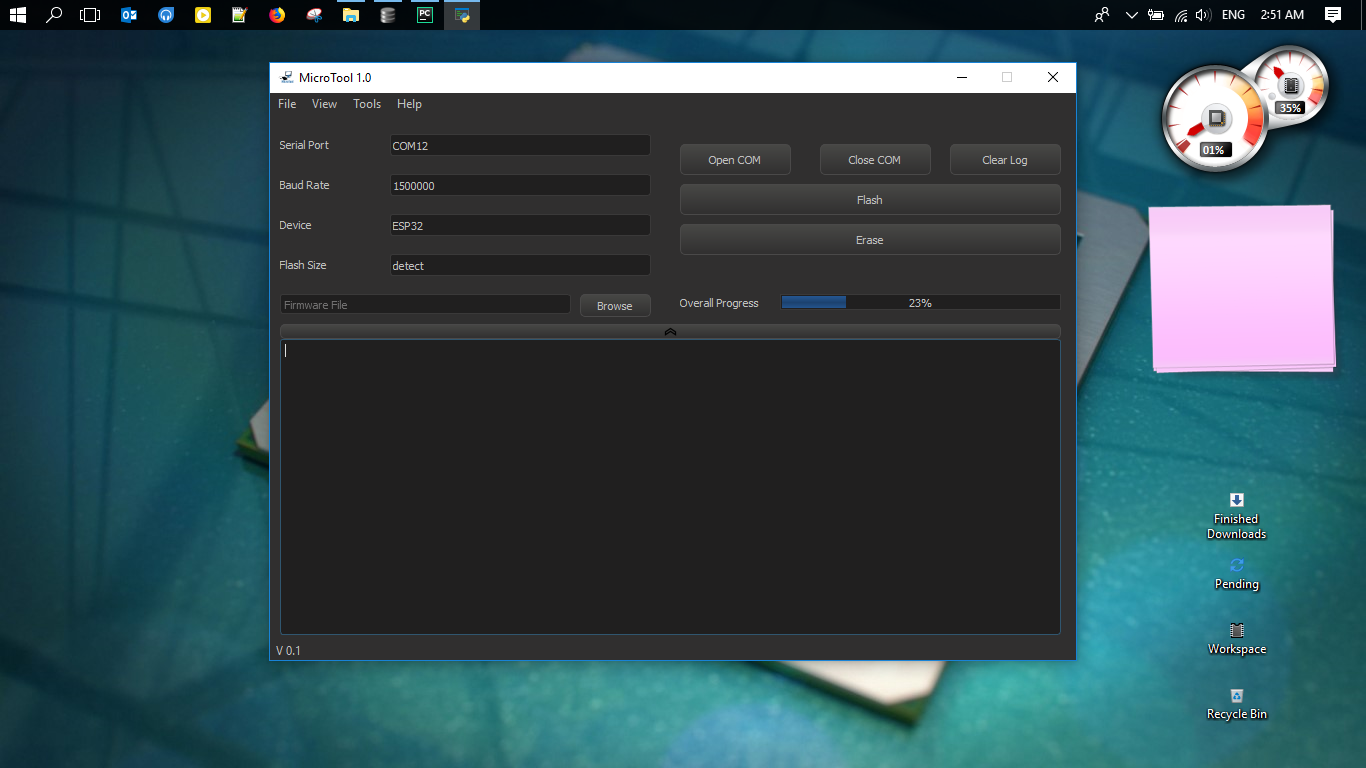 ENG 2:51 AM
MicroTool 1.0
File View Tools Help
Serial Port COM12
Baud Rate 1500000
Device ESP32
Flash Size detect
Firmware File Browse
Open COM Close COM Clear Log
Flash
Erase
Overall Progress 23%
V 0.1
35%
01%
Finished
Downloads
Pending
Workspace
Recycle Bin
PC